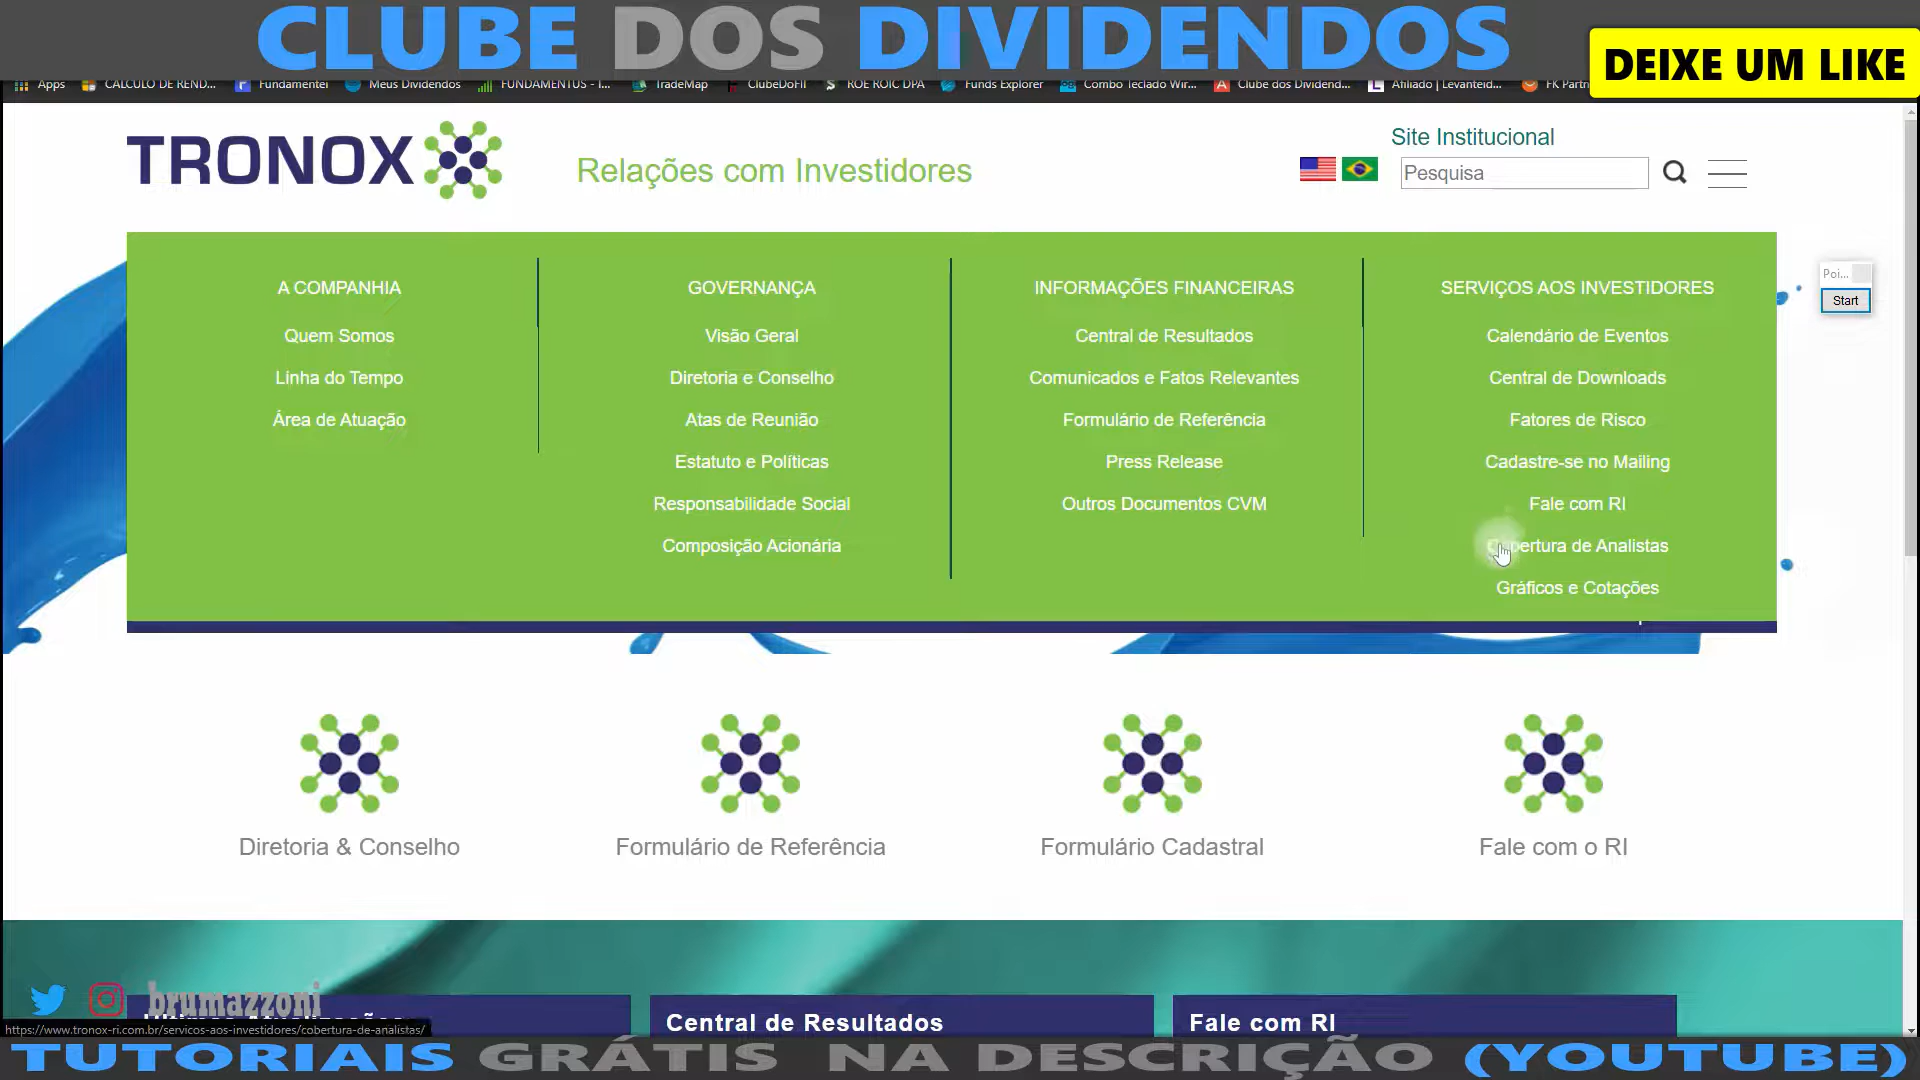 CLUBE DOS DIVIDENDOS
DEIXE UM LIKE
Apps CALCULO DE REND... Fundamentei Meus Dividendos FUNDAMENTUS - I... TradeMap ClubeDoFII ROE ROIC DPA Funds Explorer Combo Teclado Wir... Clube dos Dividend... Afiliado | Levanteid... FK Partn
TRONOX
Relações com Investidores
Site Institucional
Pesquisa
A COMPANHIA
Quem Somos
Linha do Tempo
Área de Atuação
GOVERNANÇA
Visão Geral
Diretoria e Conselho
Atas de Reunião
Estatuto e Políticas
Responsabilidade Social
Composição Acionária
INFORMAÇÕES FINANCEIRAS
Central de Resultados
Comunicados e Fatos Relevantes
Formulário de Referência
Press Release
Outros Documentos CVM
SERVIÇOS AOS INVESTIDORES
Calendário de Eventos
Central de Downloads
Fatores de Risco
Cadastre-se no Mailing
Fale com RI
Cobertura de Analistas
Gráficos e Cotações
Poi...
Start
Diretoria & Conselho
Formulário de Referência
Formulário Cadastral
Fale com o RI
brumazzoni
Central de Resultados
Fale com RI
https://www.tronox-ri.com.br/servicos-aos-investidores/cobertura-de-analistas/
TUTORIAIS GRÁTIS NA DESCRIÇÃO (YOUTUBE)